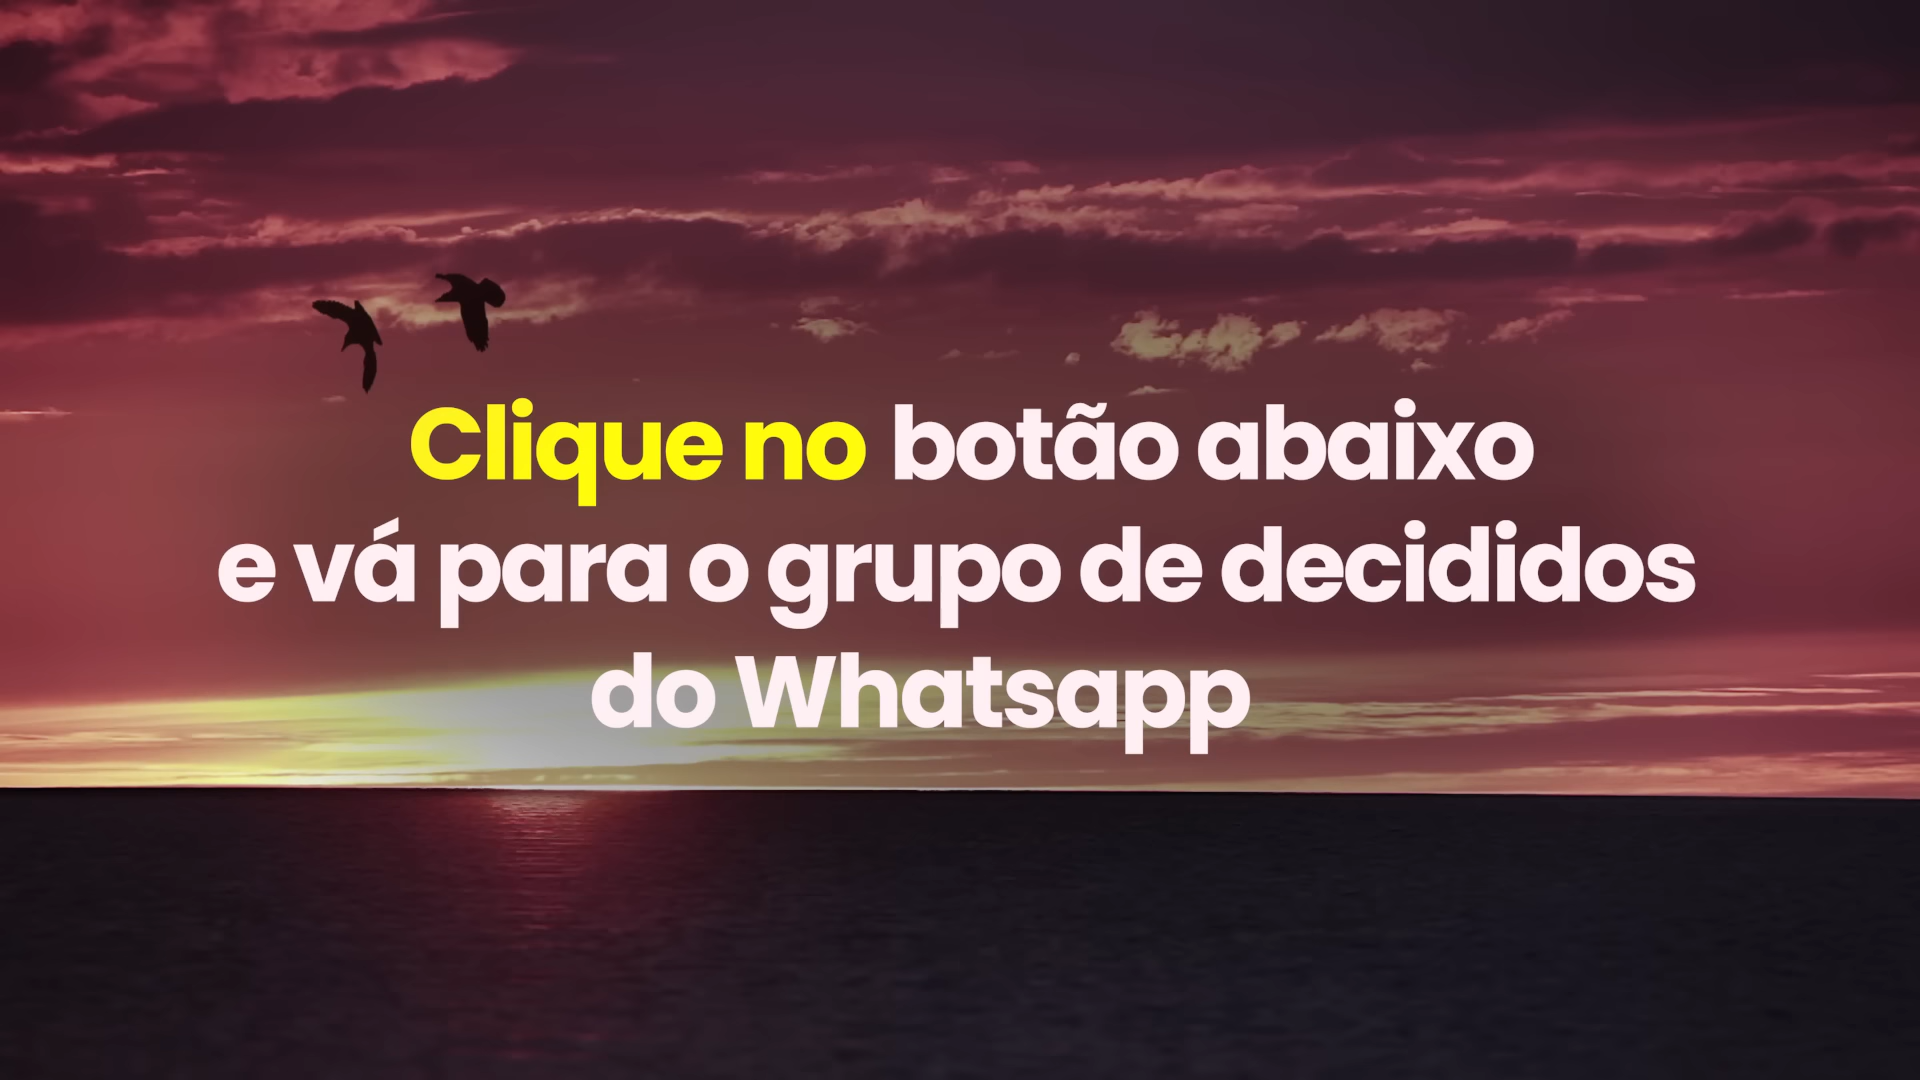 Clique no botão abaixo
e vá para o grupo de decididos
do Whatsapp